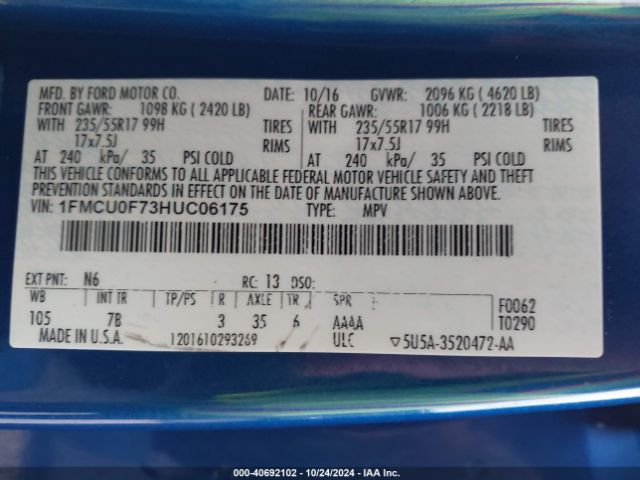 MFD. BY FORD MOTOR CO. DATE: 10/16 GVWR: 2096 KG ( 4620 LB)
FRONT GAWR: 1098 KG ( 2420 LB) REAR GAWR: 1006 KG ( 2218 LB)
WITH 235/55R17 99H TIRES WITH 235/55R17 99H TIRES
17x7.5J RIMS 17x7.5J RIMS
AT 240 kPa/ 35 PSI COLD AT 240 kPa/ 35 PSI COLD
THIS VEHICLE CONFORMS TO ALL APPLICABLE FEDERAL MOTOR VEHICLE SAFETY AND THEFT
PREVENTION STANDARDS IN EFFECT ON THE DATE OF MANUFACTURE SHOWN ABOVE.
VIN: 1FMCU0F73HUC06175 TYPE: MPV
EXT PNT: N6 RC: 13 DSO:
WB INT TR TP/PS R AXLE TR SPR F0062
105 7B 3 35 6 AAAA T0290
MADE IN U.S.A. 1201610293269 ULC ▽5U5A-3520472-AA
000-40692102 - 10/24/2024 - IAA Inc.